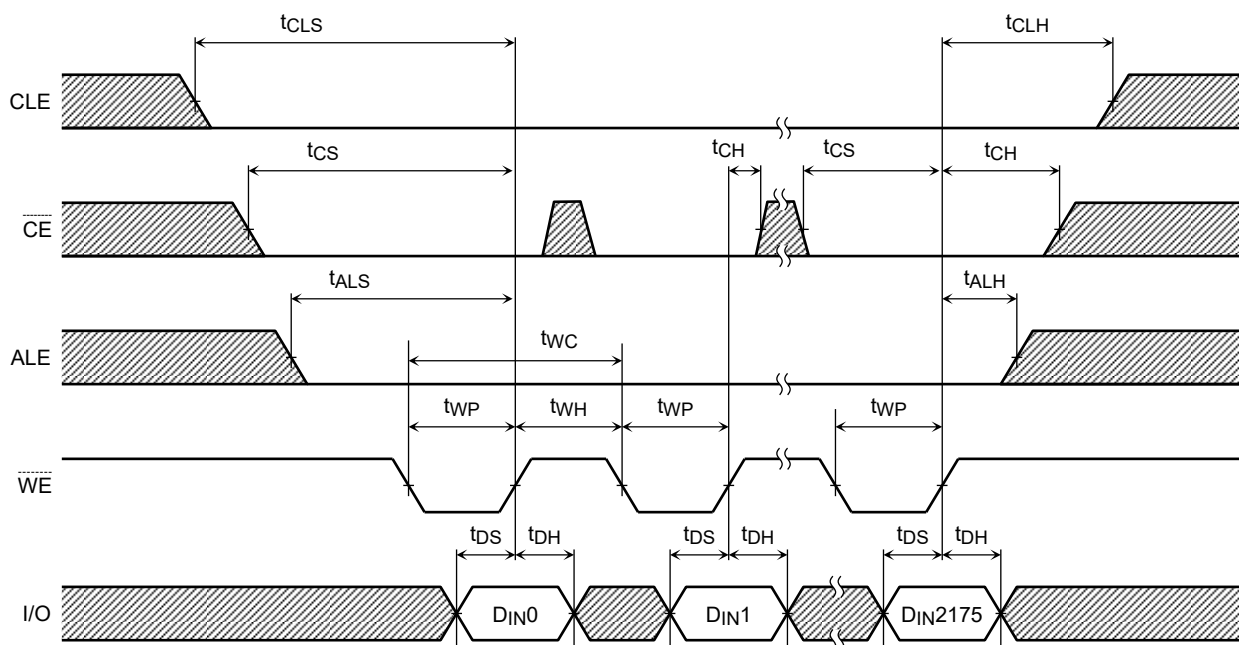 tCLS tCLH
CLE
tCS tCH tCS tCH
CE
tALS tALH
ALE
tWC
tWP tWH tWP tWP
WE
tDS tDH tDS tDH tDS tDH
I/O DIN0 DIN1 DIN2175